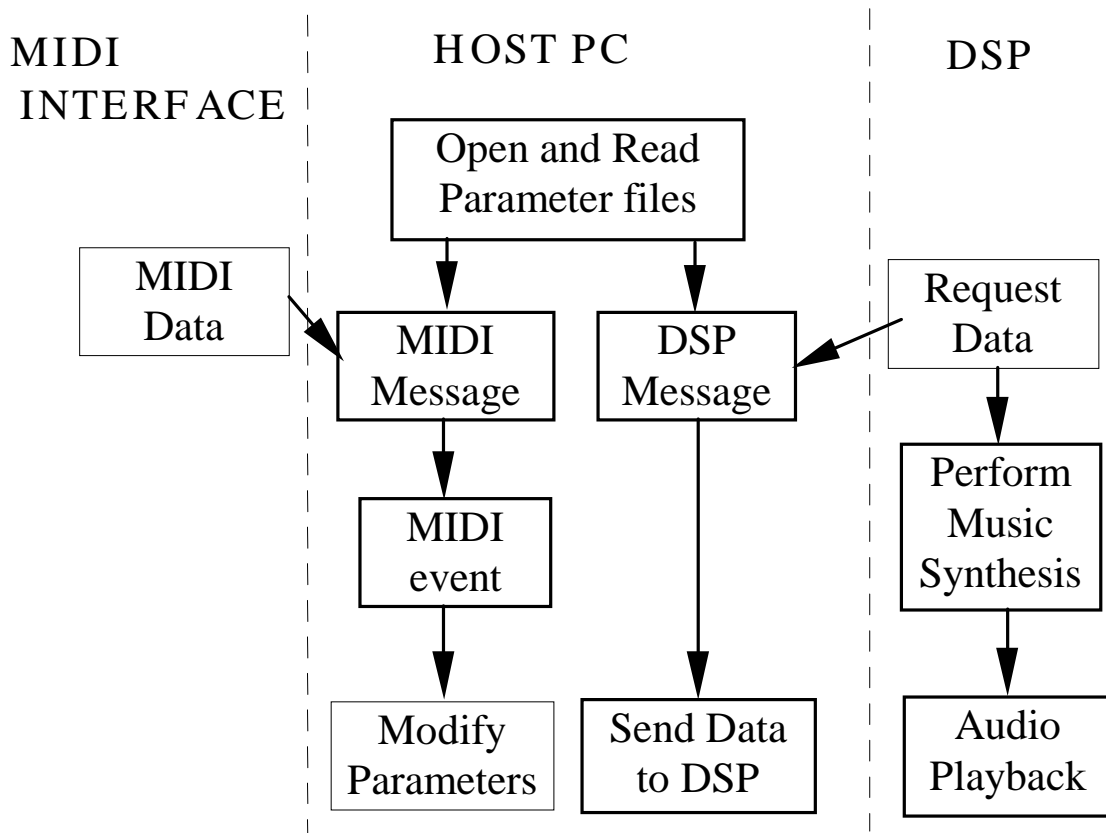 MIDI
INTERFACE
HOST PC
DSP
Open and Read
Parameter files
MIDI
Data
MIDI
Message
DSP
Message
Request
Data
MIDI
event
Perform
Music
Synthesis
Modify
Parameters
Send Data
to DSP
Audio
Playback